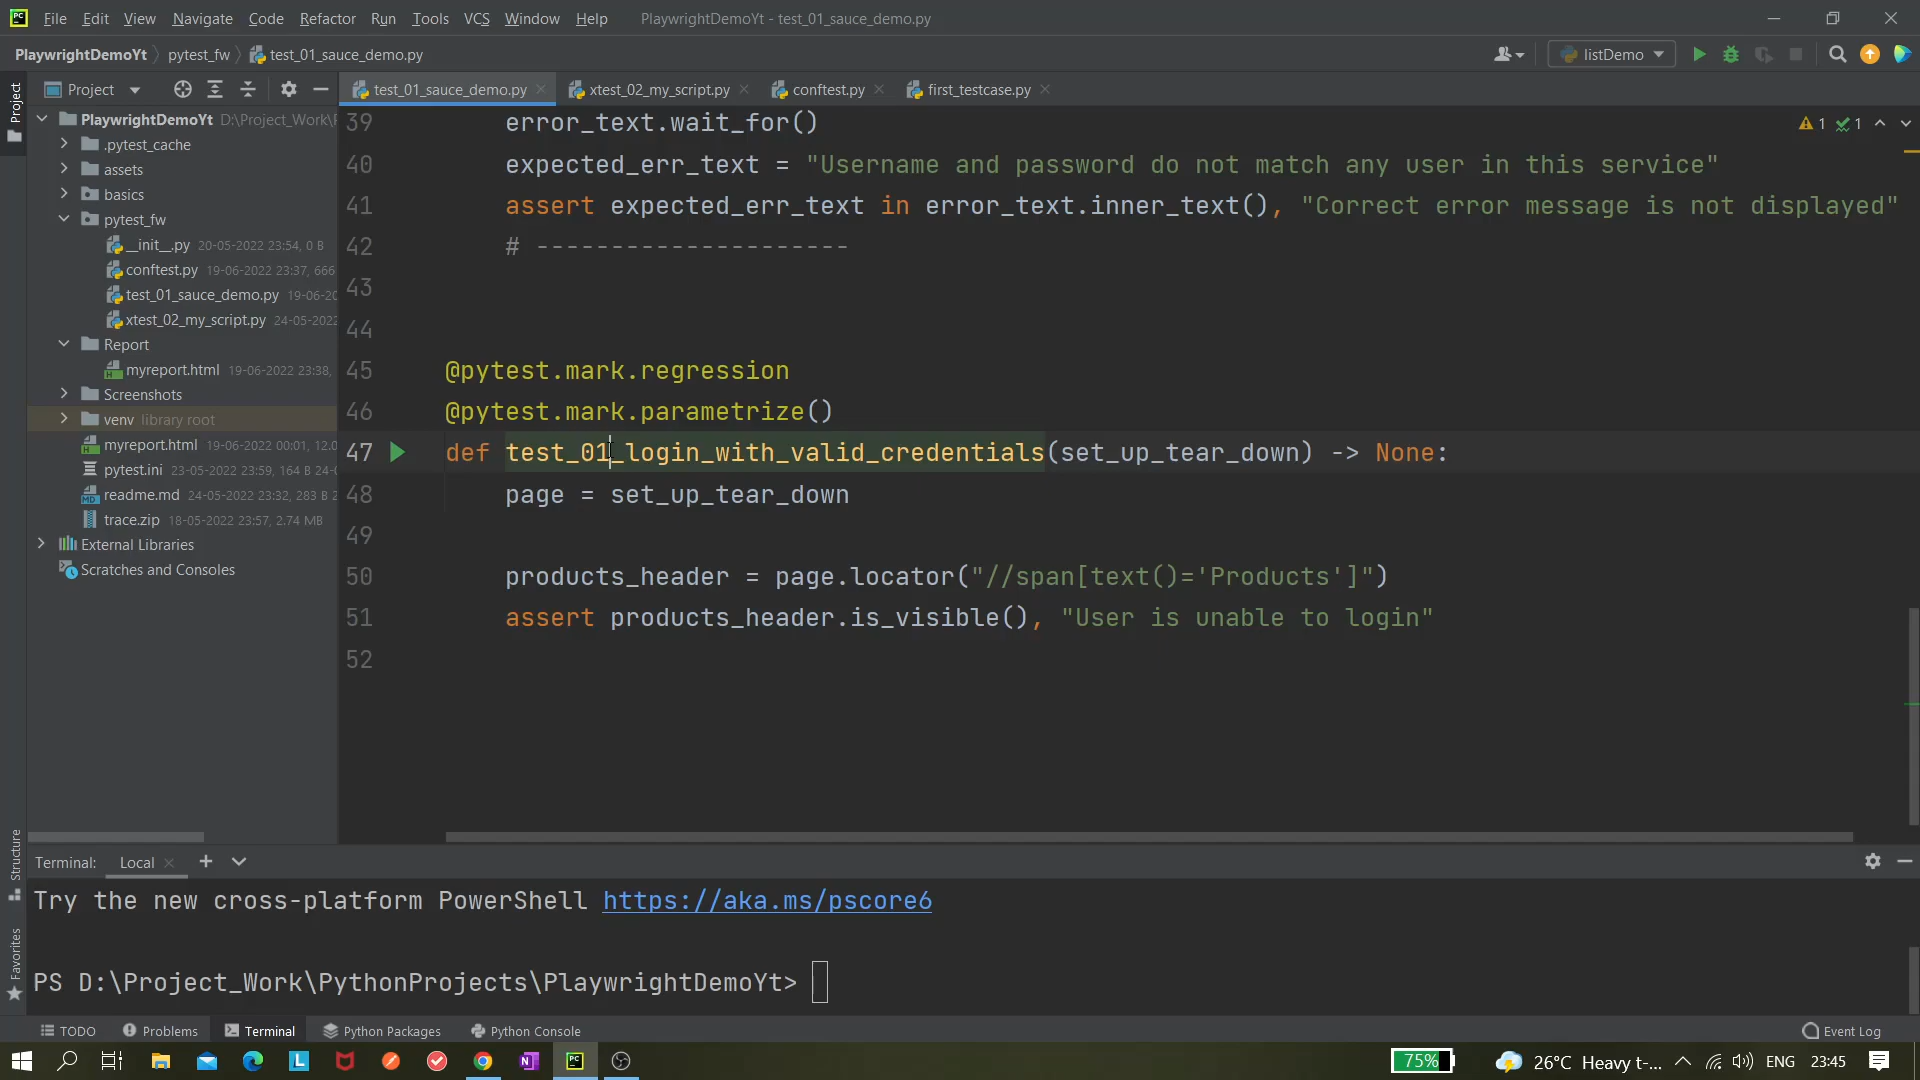 File Edit View Navigate Code Refactor Run Tools VCS Window Help PlaywrightDemoYt - test_01_sauce_demo.py
PlaywrightDemoYt pytest_fw test_01_sauce_demo.py listDemo
Project
Project
test_01_sauce_demo.py xtest_02_my_script.py conftest.py first_testcase.py
PlaywrightDemoYt D:\Project_Work\
.pytest_cache
assets
basics
pytest_fw
__init__.py 20-05-2022 23:54, 0 B
conftest.py 19-06-2022 23:37, 666
test_01_sauce_demo.py 19-06-20
xtest_02_my_script.py 24-05-2022
Report
myreport.html 19-06-2022 23:38,
Screenshots
venv library root
myreport.html 19-06-2022 00:01, 12.0
pytest.ini 23-05-2022 23:59, 164 B 24-0
readme.md 24-05-2022 23:32, 283 B 2
trace.zip 18-05-2022 23:57, 2.74 MB
External Libraries
Scratches and Consoles
1 1
39 error_text.wait_for()
40 expected_err_text = "Username and password do not match any user in this service"
41 assert expected_err_text in error_text.inner_text(), "Correct error message is not displayed"
42 # ---------------------
43
44
45 @pytest.mark.regression
46 @pytest.mark.parametrize()
47 def test_01_login_with_valid_credentials(set_up_tear_down) -> None:
48 page = set_up_tear_down
49
50 products_header = page.locator("//span[text()='Products']")
51 assert products_header.is_visible(), "User is unable to login"
52
Structure
Favorites
Terminal: Local
Try the new cross-platform PowerShell https://aka.ms/pscore6
PS D:\Project_Work\PythonProjects\PlaywrightDemoYt>
TODO Problems Terminal Python Packages Python Console Event Log
75% 26°C Heavy t-... ENG 23:45